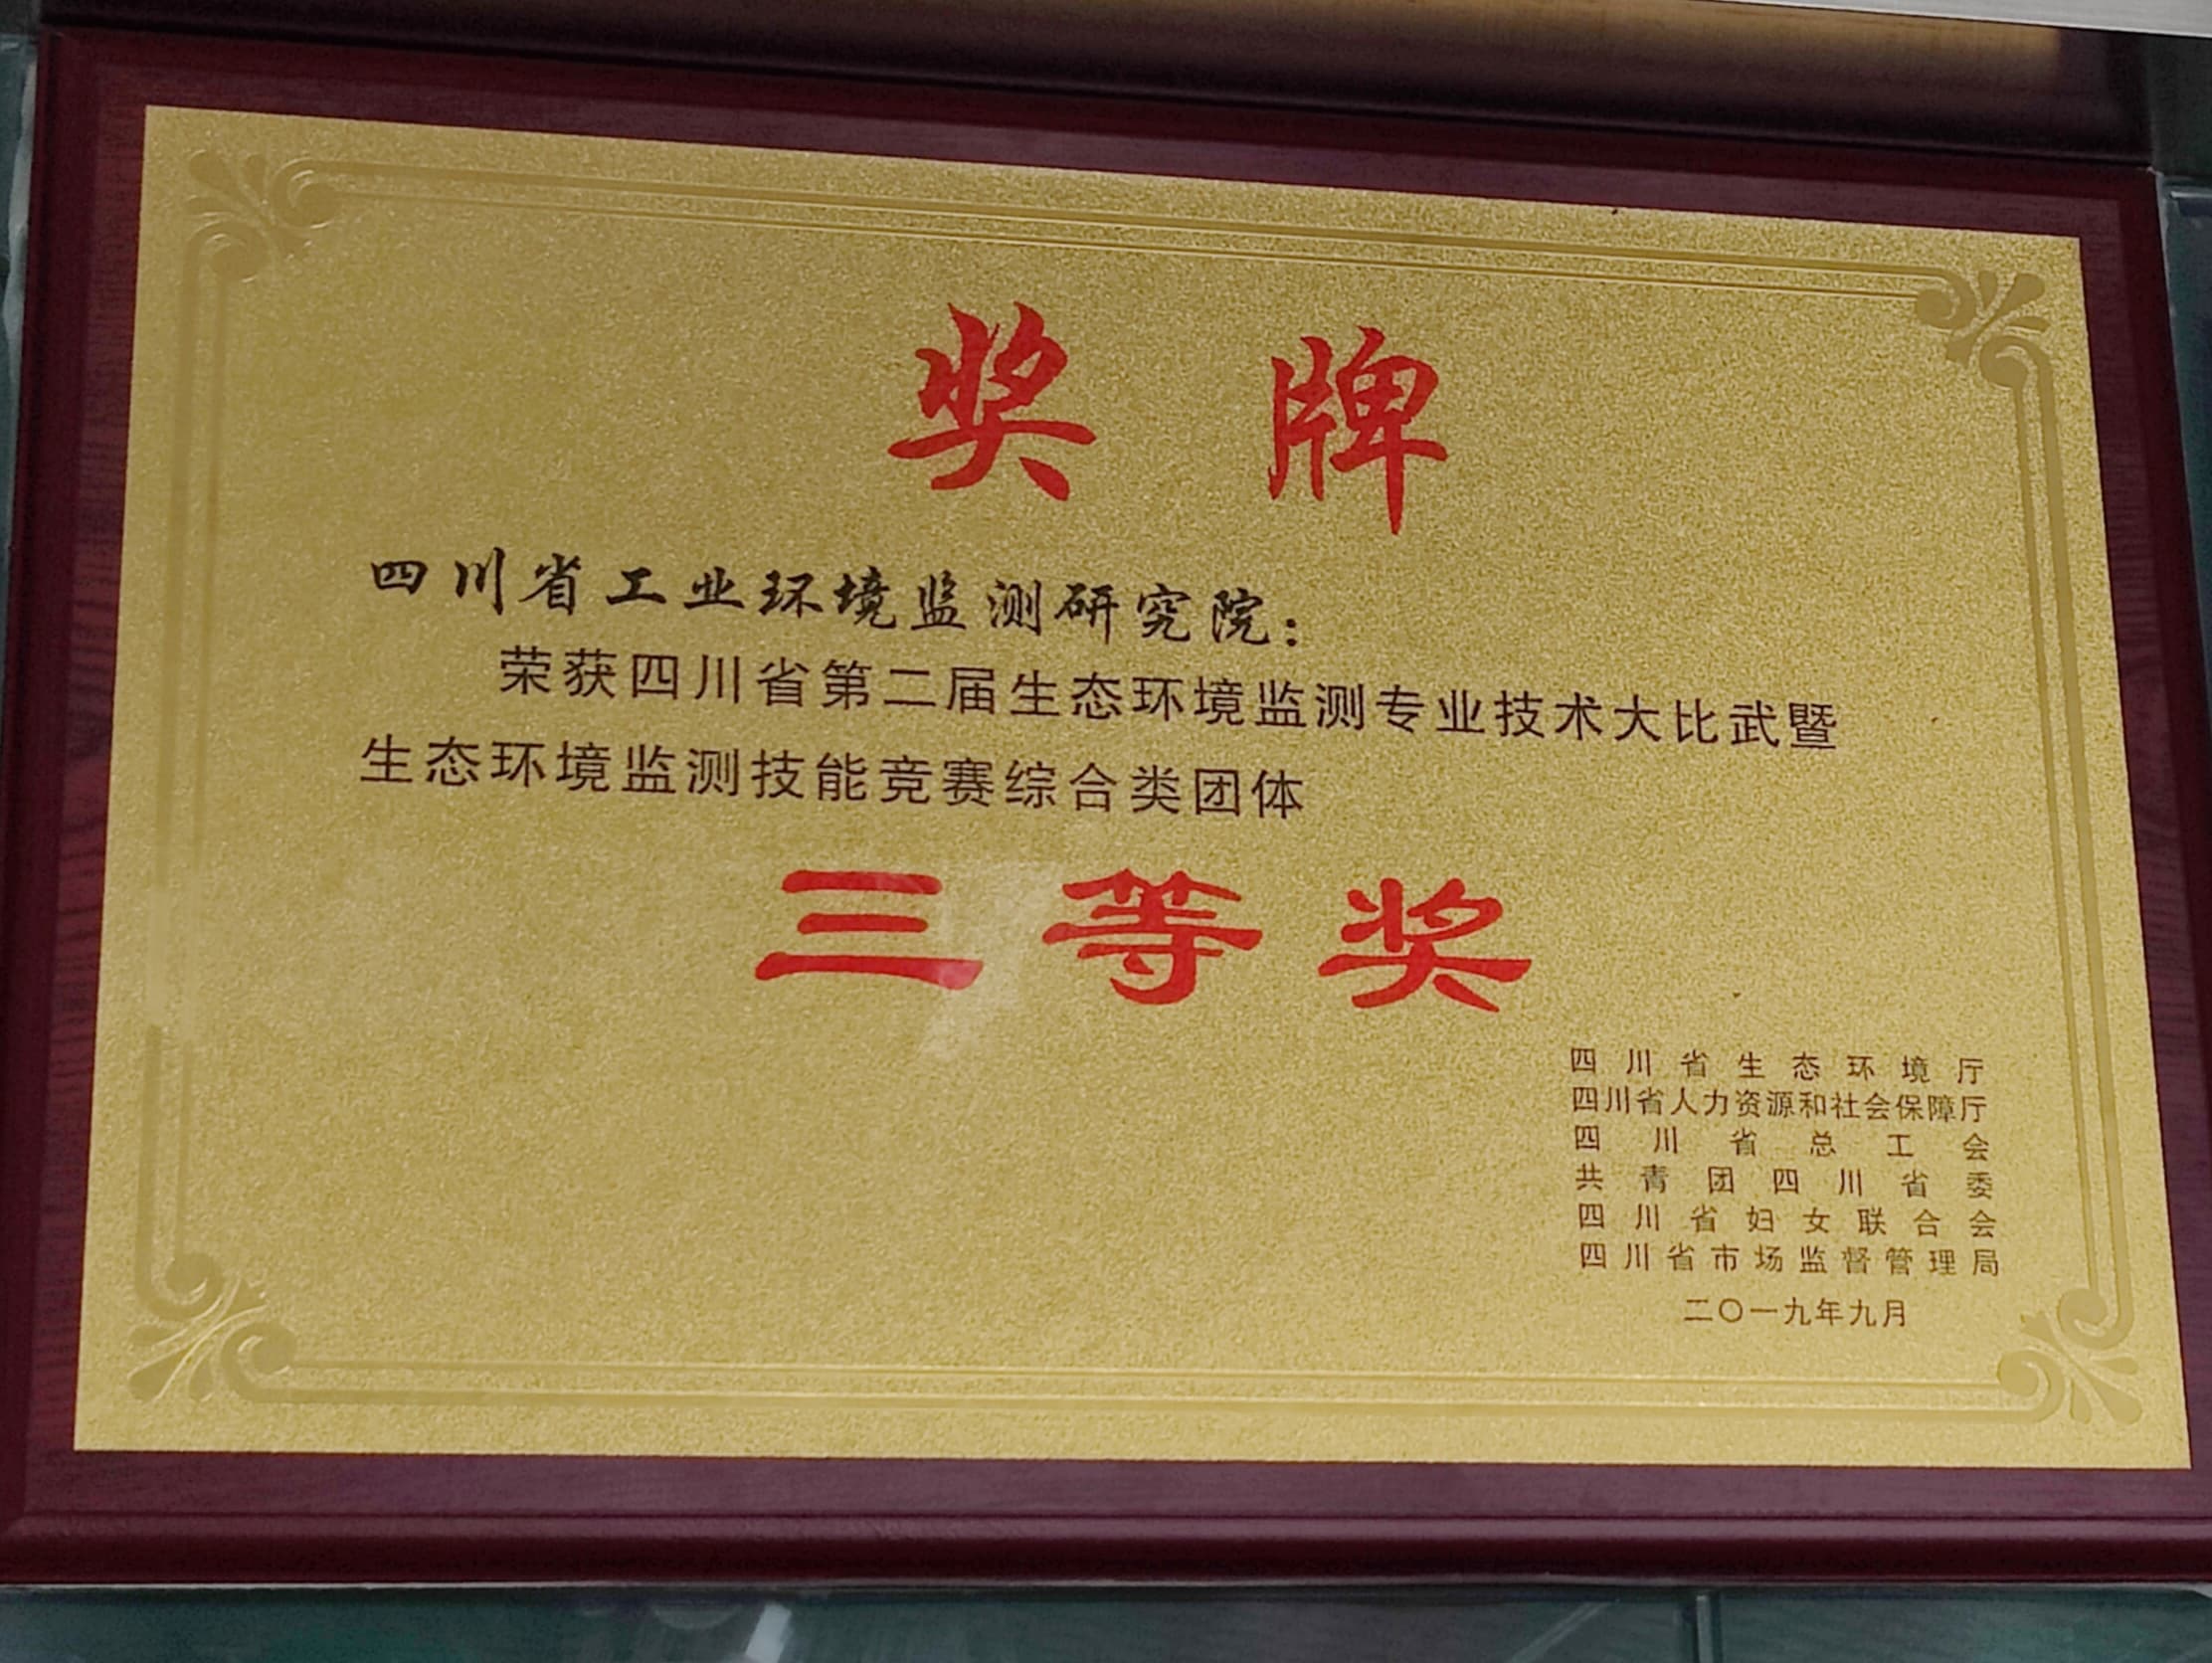 奖牌
四川省工业环境监测研究院：
荣获四川省第二届生态环境监测专业技术大比武暨
生态环境监测技能竞赛综合类团体
三等奖
四川省生态环境厅
四川省人力资源和社会保障厅
四川省总工会
共青团四川省委
四川省妇女联合会
四川省市场监督管理局
二〇一九年九月